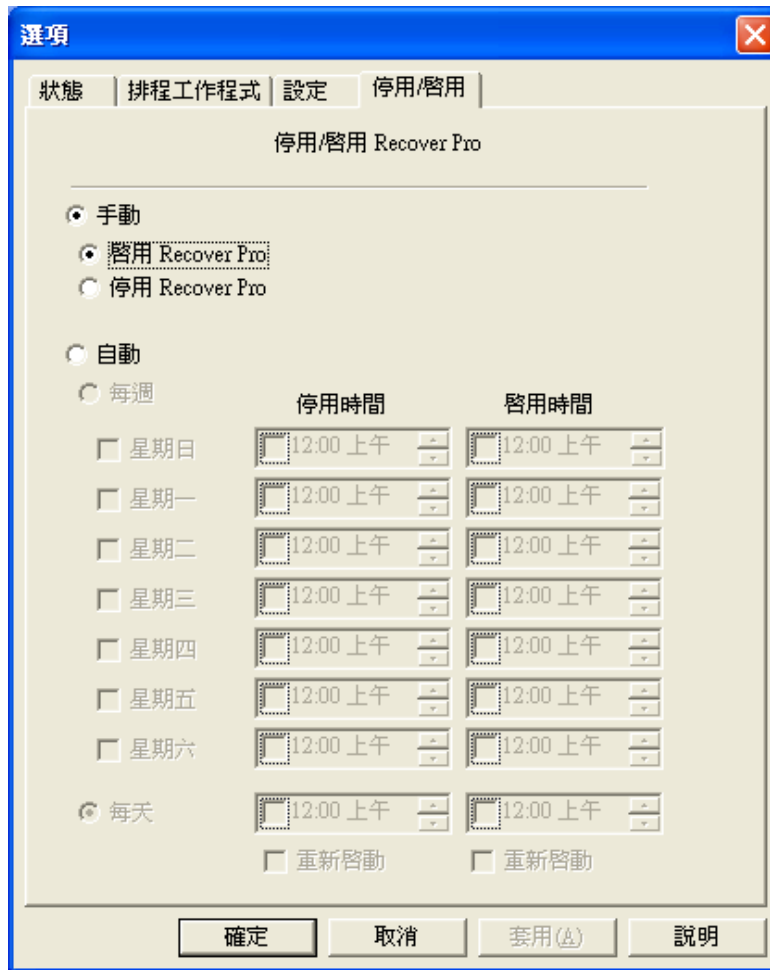 選項
狀態 排程工作程式 設定 停用/啓用
停用/啓用 Recover Pro
手動
啓用 Recover Pro
停用 Recover Pro
自動
每週 停用時間 啓用時間
星期日 12:00 上午 12:00 上午
星期一 12:00 上午 12:00 上午
星期二 12:00 上午 12:00 上午
星期三 12:00 上午 12:00 上午
星期四 12:00 上午 12:00 上午
星期五 12:00 上午 12:00 上午
星期六 12:00 上午 12:00 上午
每天 12:00 上午 12:00 上午
重新啓動 重新啓動
確定 取消 套用(A) 說明